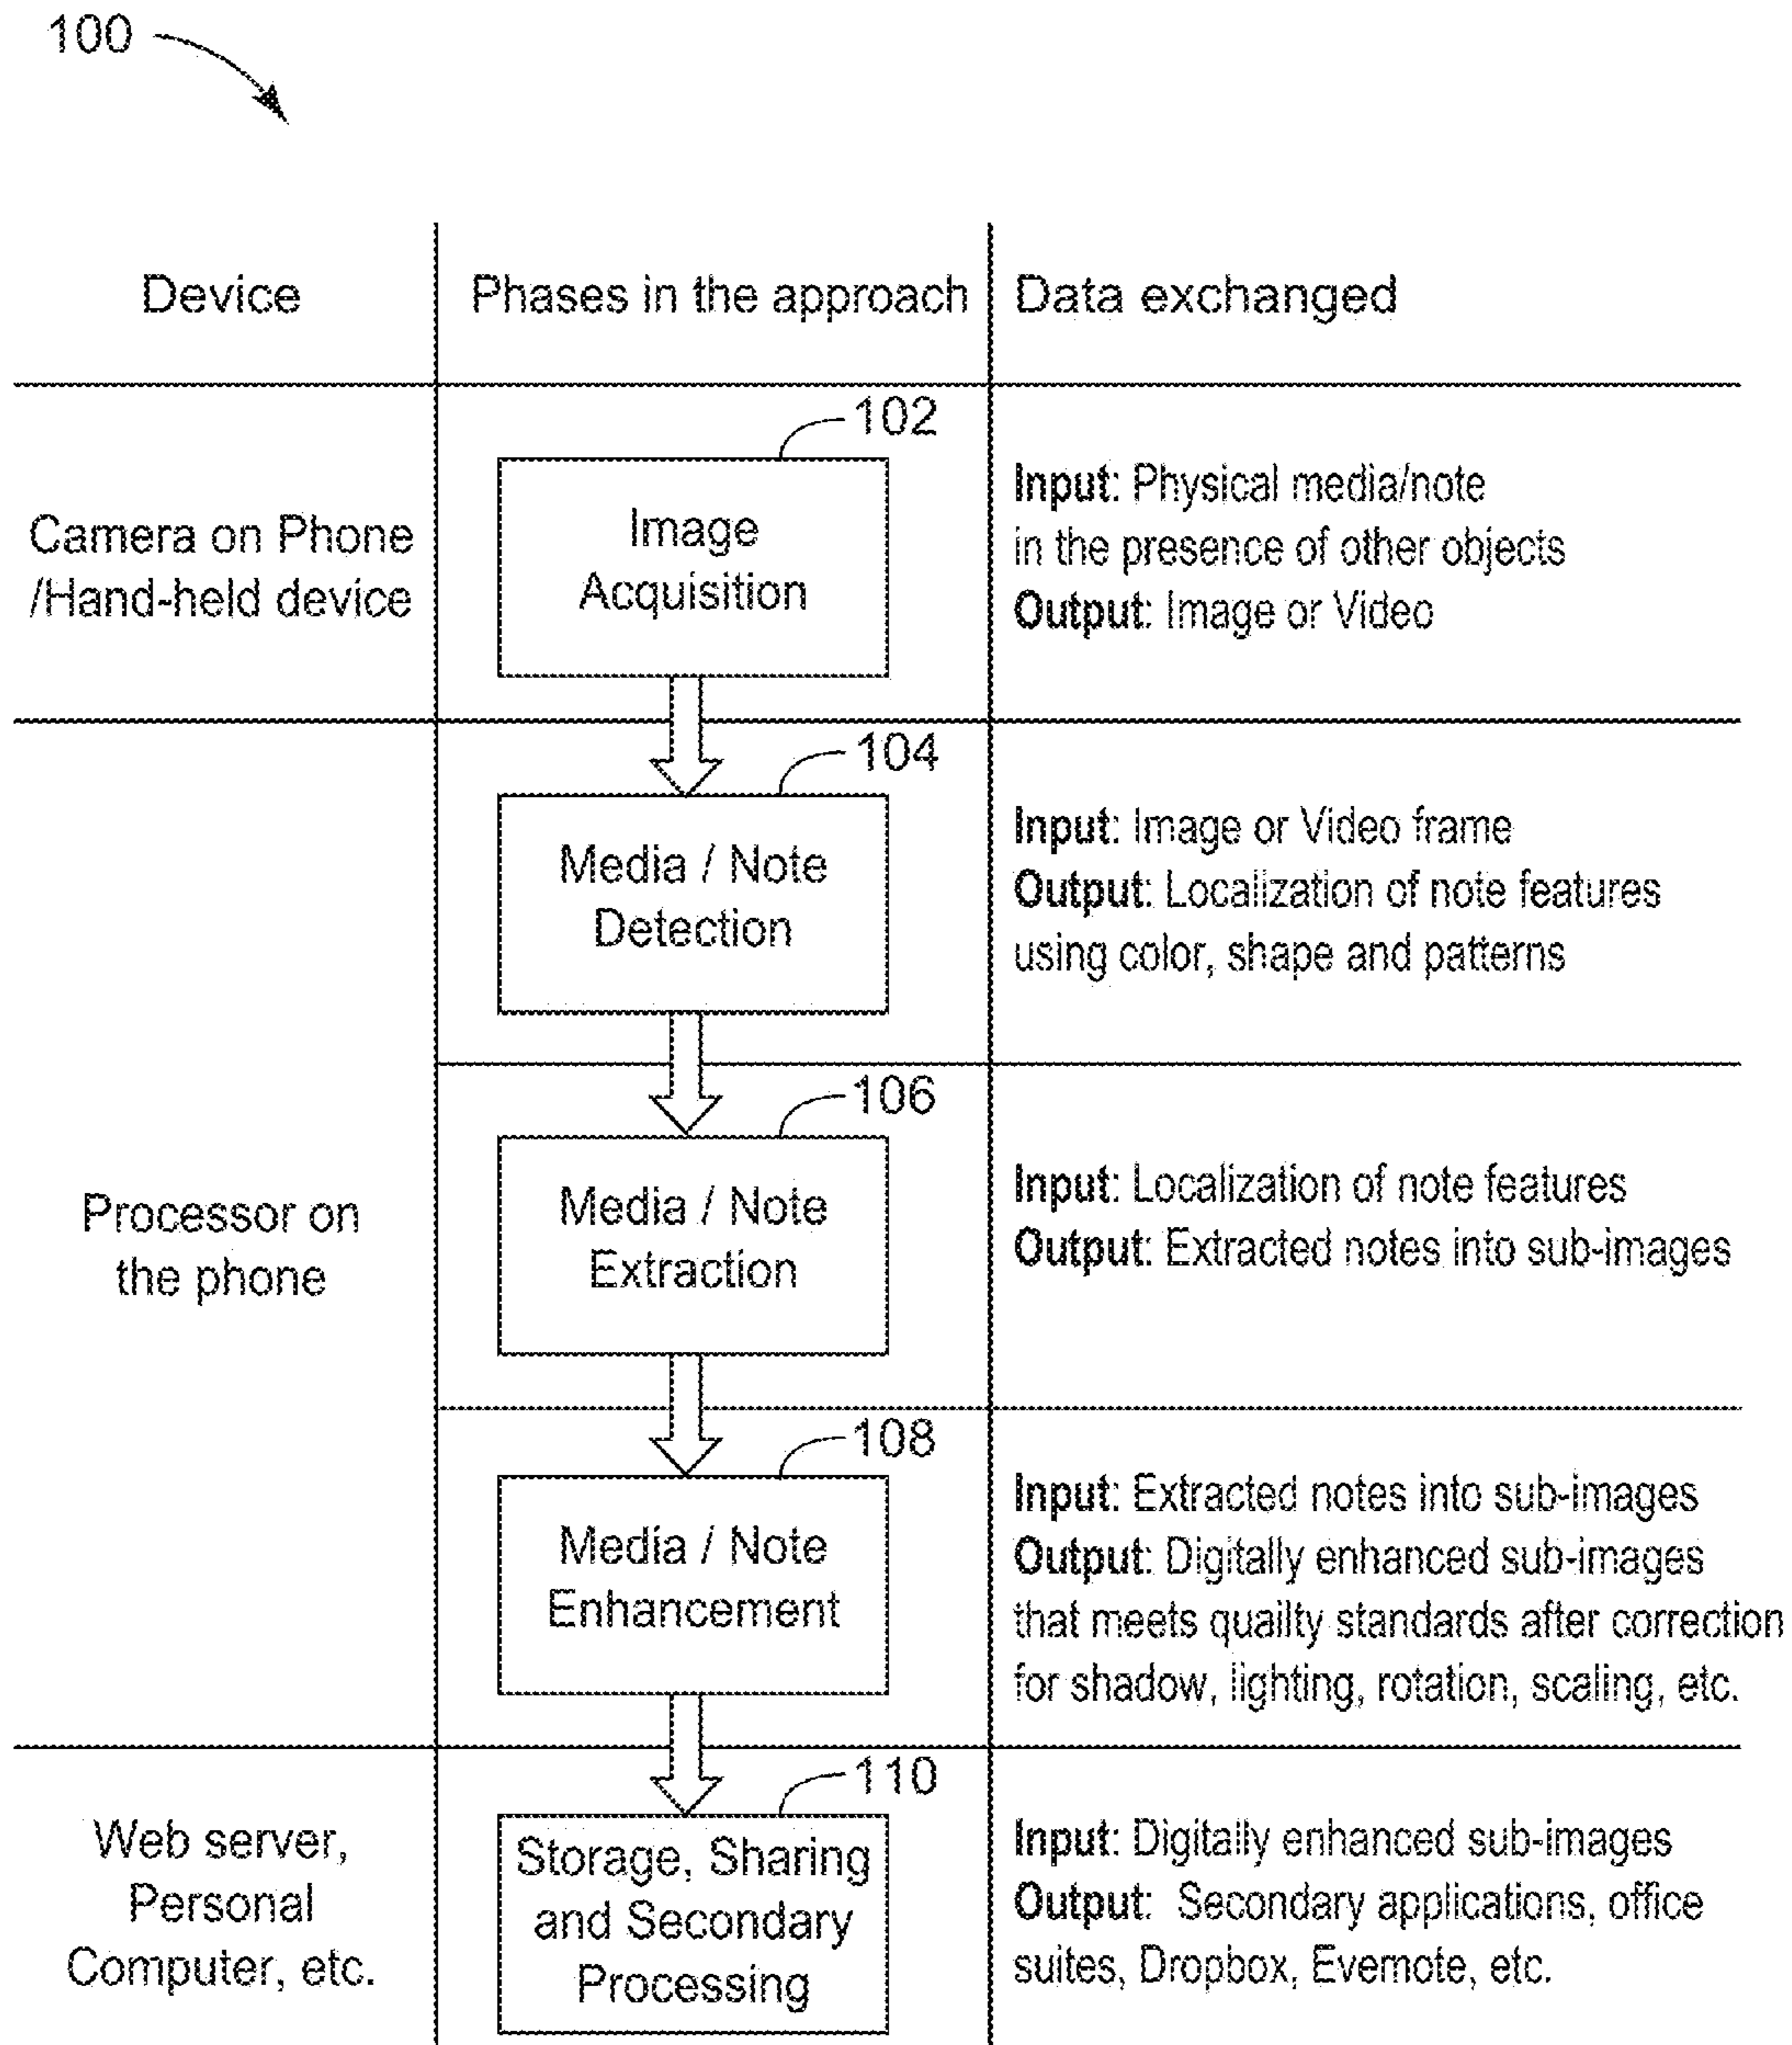 100
Device
Phases in the approach
Data exchanged
Camera on Phone
/Hand-held device
102
Image
Acquisition
Input: Physical media/note
in the presence of other objects
Output: Image or Video
Processor on
the phone
104
Media / Note
Detection
Input: Image or Video frame
Output: Localization of note features
using color, shape and patterns
106
Media / Note
Extraction
Input: Localization of note features
Output: Extracted notes into sub-images
108
Media / Note
Enhancement
Input: Extracted notes into sub-images
Output: Digitally enhanced sub-images
that meets quailty standards after correction
for shadow, lighting, rotation, scaling, etc.
Web server,
Personal
Computer, etc.
110
Storage, Sharing
and Secondary
Processing
Input: Digitally enhanced sub-images
Output: Secondary applications, office
suites, Dropbox, Evernote, etc.